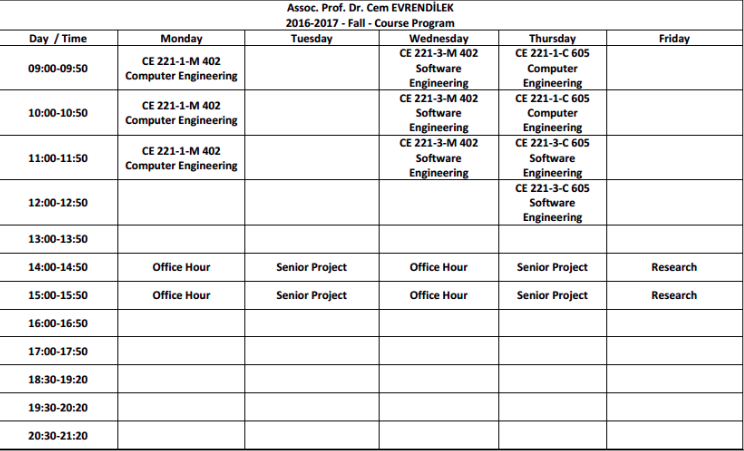 Assoc. Prof. Dr. Cem EVRENDİLEK
2016-2017 - Fall - Course Program
Day / Time Monday Tuesday Wednesday Thursday Friday
09:00-09:50
CE 221-1-M 402
Computer Engineering
CE 221-3-M 402
Software
Engineering
CE 221-1-C 605
Computer
Engineering
10:00-10:50
CE 221-1-M 402
Computer Engineering
CE 221-3-M 402
Software
Engineering
CE 221-1-C 605
Computer
Engineering
11:00-11:50
CE 221-1-M 402
Computer Engineering
CE 221-3-M 402
Software
Engineering
CE 221-3-C 605
Software
Engineering
12:00-12:50
CE 221-3-C 605
Software
Engineering
13:00-13:50
14:00-14:50 Office Hour Senior Project Office Hour Senior Project Research
15:00-15:50 Office Hour Senior Project Office Hour Senior Project Research
16:00-16:50
17:00-17:50
18:30-19:20
19:30-20:20
20:30-21:20